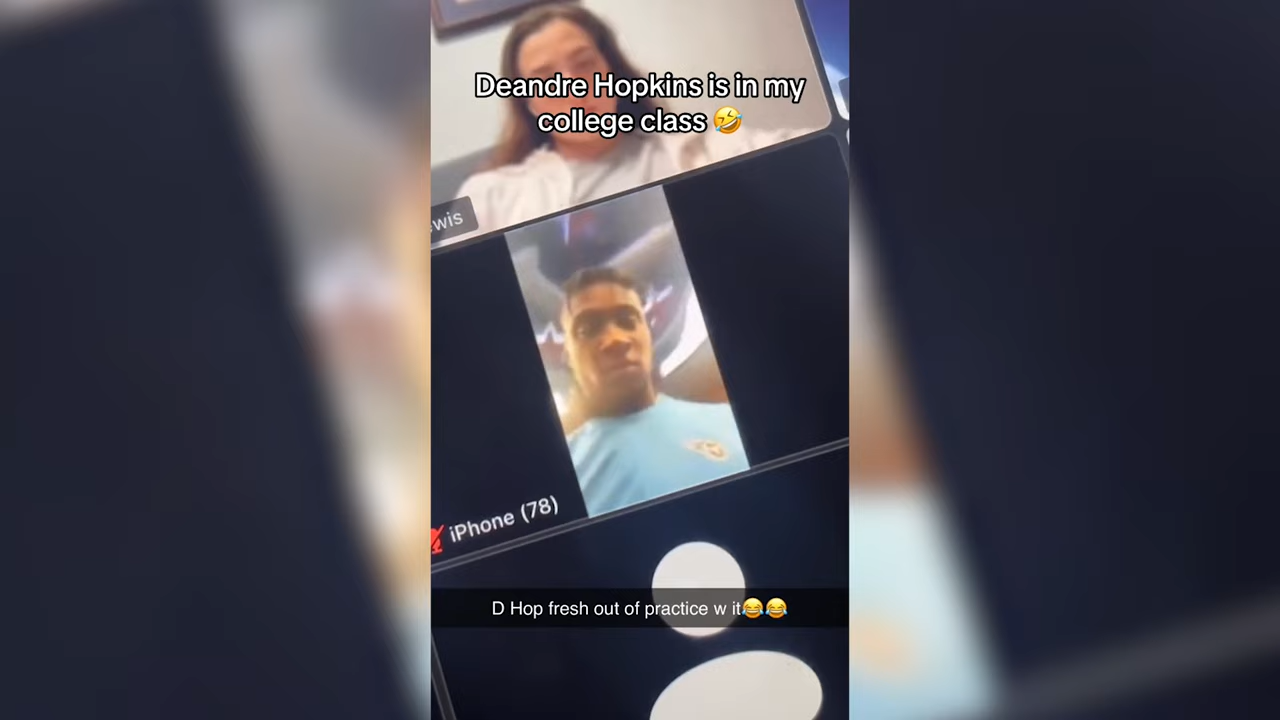 Deandre Hopkins is in my
college class 🤣
wis
iPhone (78)
D Hop fresh out of practice w it😂😂